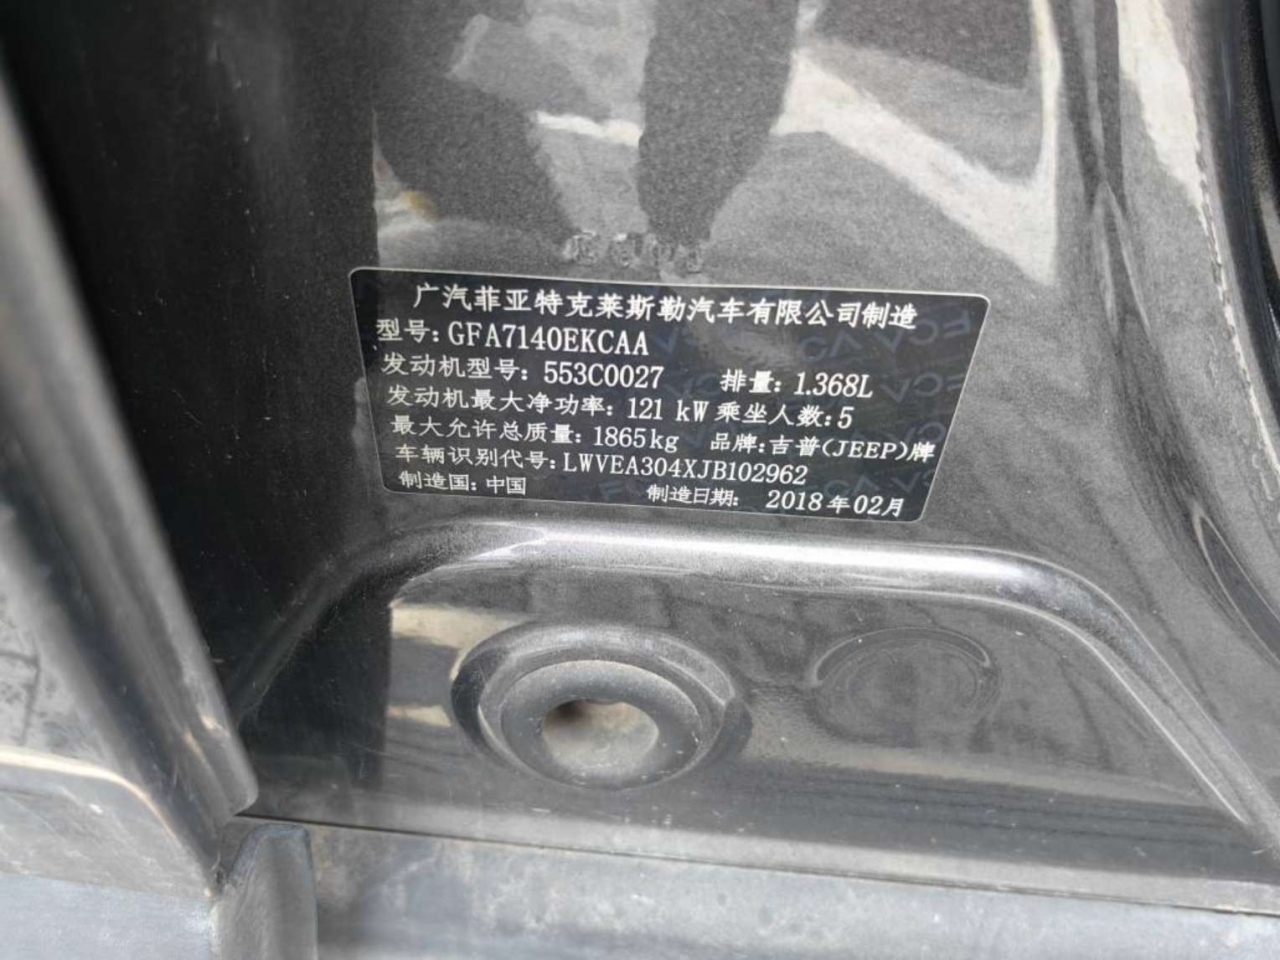 广汽菲亚特克莱斯勒汽车有限公司制造
型号：GFA7140EKCAA
发动机型号：553C0027 排量：1.368L
发动机最大净功率：121 kW 乘坐人数：5
最大允许总质量：1865kg 品牌：吉普(JEEP)牌
车辆识别代号：LWVEA304XJB102962
制造国：中国 制造日期： 2018年02月